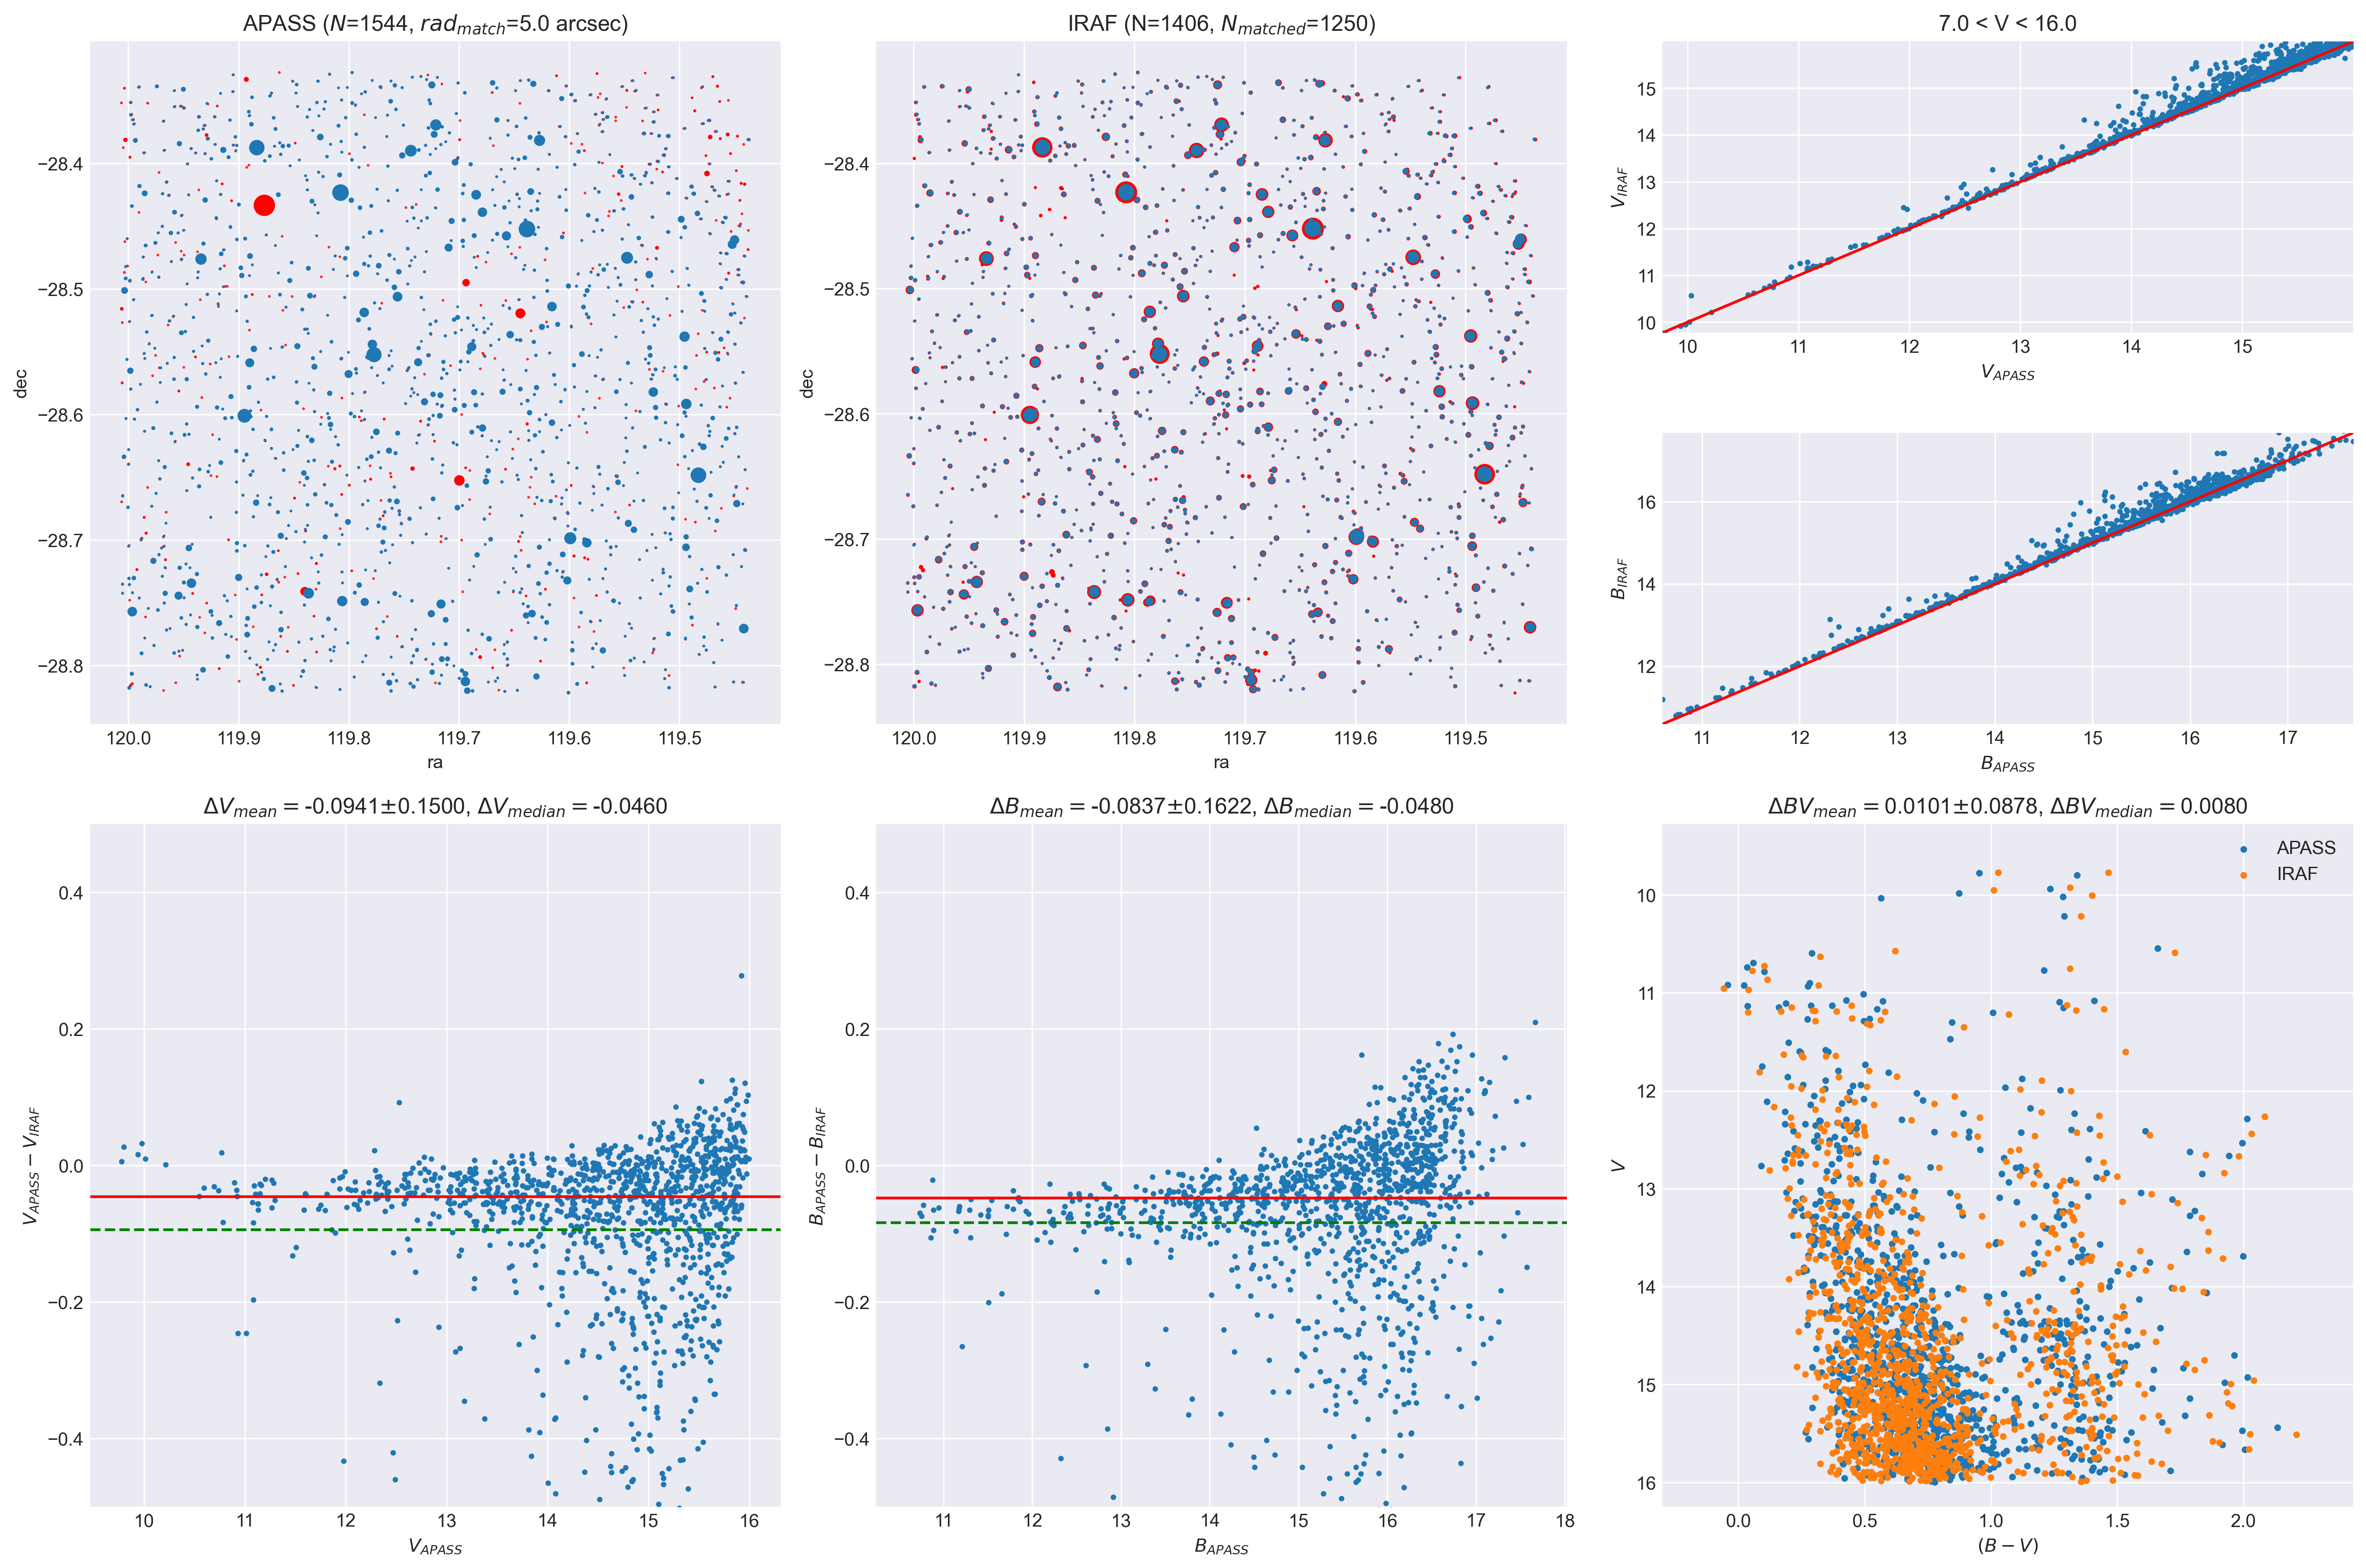 APASS (N=1544, rad_match=5.0 arcsec)
−28.4
−28.5
−28.6
−28.7
−28.8
dec
120.0 119.9 119.8 119.7 119.6 119.5
ra
IRAF (N=1406, N_matched=1250)
−28.4
−28.5
−28.6
−28.7
−28.8
dec
120.0 119.9 119.8 119.7 119.6 119.5
ra
7.0 < V < 16.0
15
14
13
12
11
10
V_IRAF
10 11 12 13 14 15
V_APASS
16
14
12
B_IRAF
11 12 13 14 15 16 17
B_APASS
ΔV_mean = -0.0941±0.1500, ΔV_median = -0.0460
0.4
0.2
0.0
−0.2
−0.4
V_APASS − V_IRAF
10 11 12 13 14 15 16
V_APASS
ΔB_mean = -0.0837±0.1622, ΔB_median = -0.0480
0.4
0.2
0.0
−0.2
−0.4
B_APASS − B_IRAF
11 12 13 14 15 16 17 18
B_APASS
ΔBV_mean = 0.0101±0.0878, ΔBV_median = 0.0080
APASS
IRAF
10
11
12
13
14
15
16
V
0.0 0.5 1.0 1.5 2.0
(B − V)